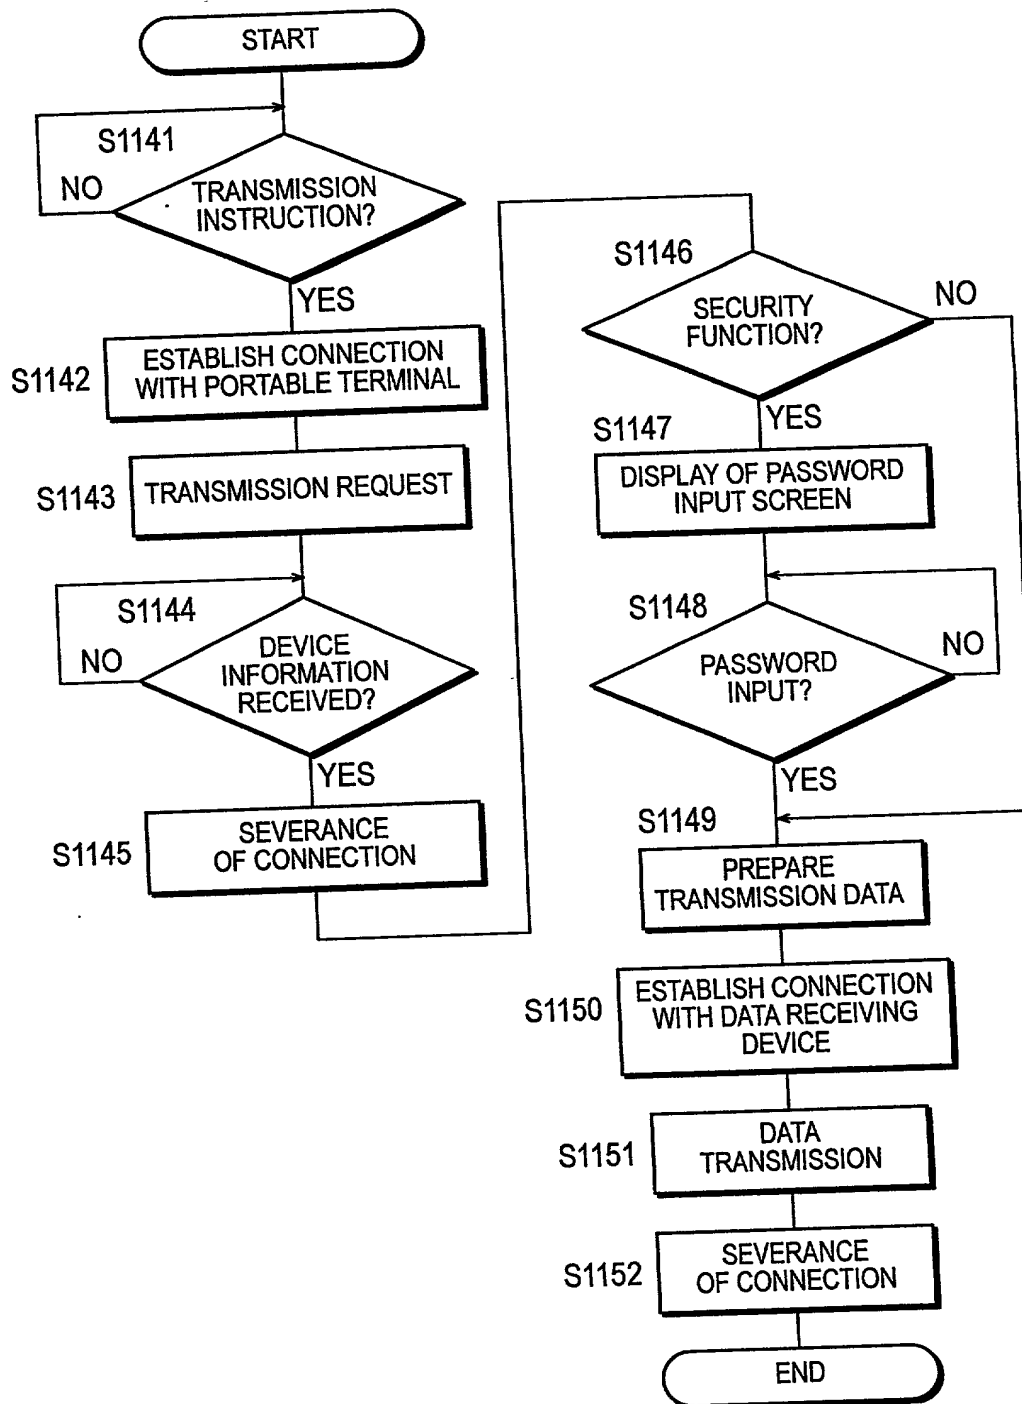 START
S1141
NO
TRANSMISSION
INSTRUCTION?
YES
S1142
ESTABLISH CONNECTION
WITH PORTABLE TERMINAL
S1143
TRANSMISSION REQUEST
S1144
NO
DEVICE
INFORMATION
RECEIVED?
YES
S1145
SEVERANCE
OF CONNECTION
S1146
SECURITY
FUNCTION?
NO
YES
S1147
DISPLAY OF PASSWORD
INPUT SCREEN
S1148
PASSWORD
INPUT?
NO
YES
S1149
PREPARE
TRANSMISSION DATA
S1150
ESTABLISH CONNECTION
WITH DATA RECEIVING
DEVICE
S1151
DATA
TRANSMISSION
S1152
SEVERANCE
OF CONNECTION
END